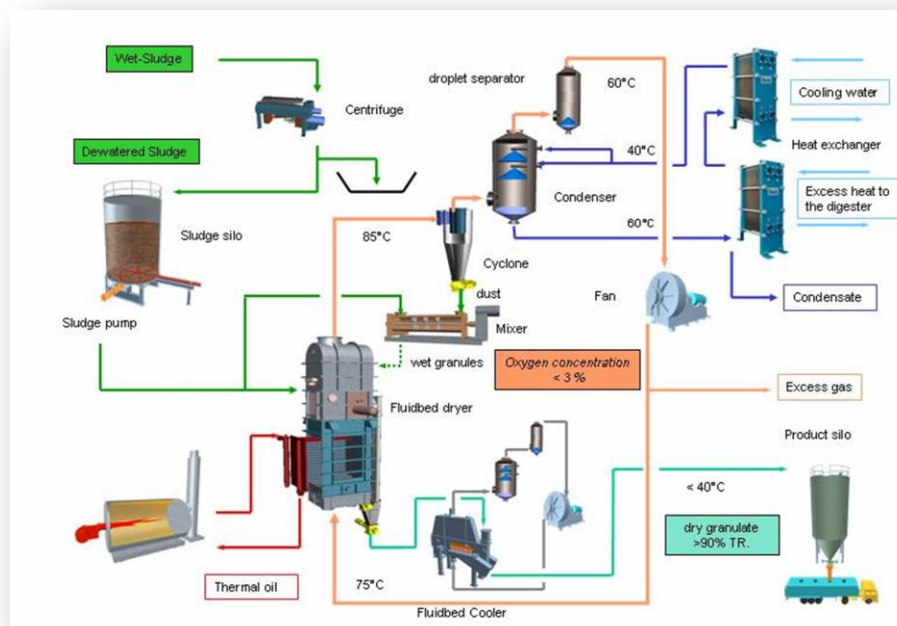 Wet-Sludge
droplet separator
60°C
Cooling water
Centrifuge
Dewatered Sludge
40°C
Heat exchanger
Condenser
Excess heat to
the digester
Sludge silo
85°C
60°C
Cyclone
dust
Fan
Condensate
Sludge pump
Mixer
wet granules
Oxygen concentration
< 3 %
Excess gas
Fluidbed dryer
Product silo
< 40°C
dry granulate
>90% TR.
Thermal oil
75°C
Fluidbed Cooler